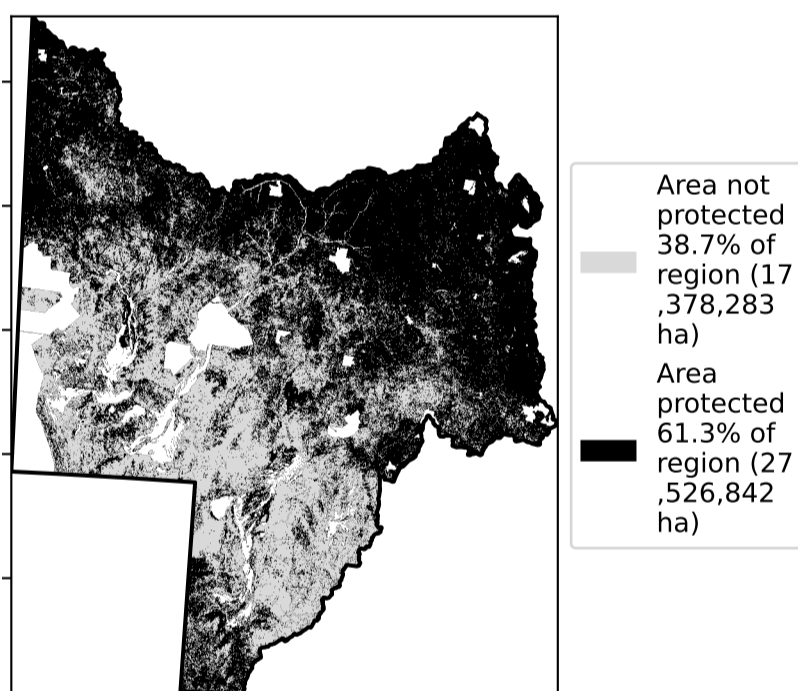 Area not
protected
38.7% of
region (17
,378,283
ha)
Area
protected
61.3% of
region (27
,526,842
ha)